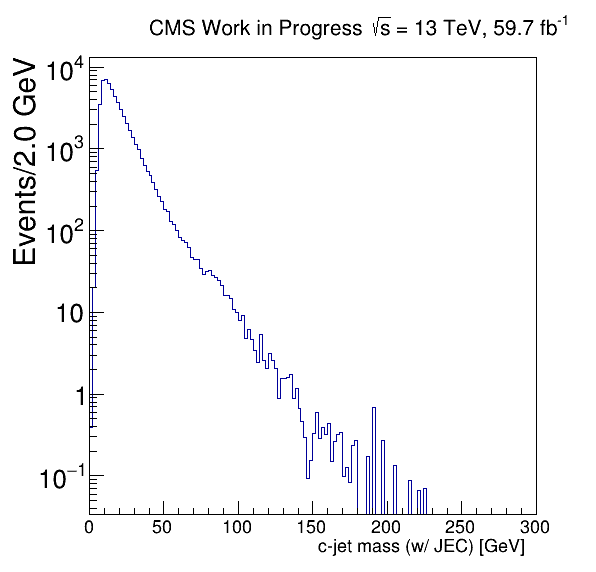 CMS Work in Progress √s = 13 TeV, 59.7 fb⁻¹
Events/2.0 GeV
10⁴
10³
10²
10
1
10⁻¹
0 50 100 150 200 250 300
c-jet mass (w/ JEC) [GeV]